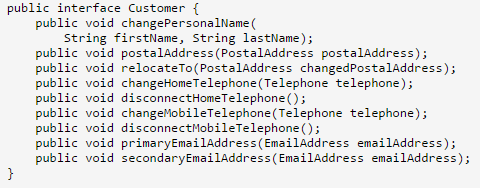 public interface Customer {
    public void changePersonalName(
        String firstName, String lastName);
    public void postalAddress(PostalAddress postalAddress);
    public void relocateTo(PostalAddress changedPostalAddress);
    public void changeHomeTelephone(Telephone telephone);
    public void disconnectHomeTelephone();
    public void changeMobileTelephone(Telephone telephone);
    public void disconnectMobileTelephone();
    public void primaryEmailAddress(EmailAddress emailAddress);
    public void secondaryEmailAddress(EmailAddress emailAddress);
}